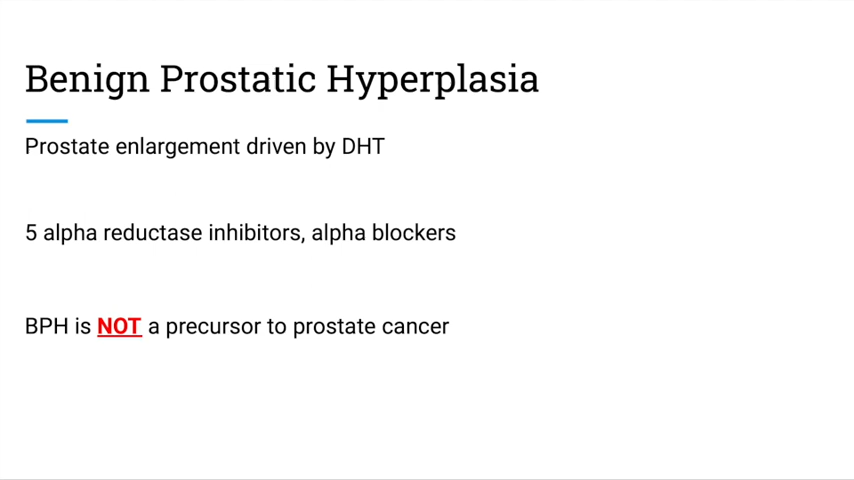 Benign Prostatic Hyperplasia
Prostate enlargement driven by DHT
5 alpha reductase inhibitors, alpha blockers
BPH is NOT a precursor to prostate cancer